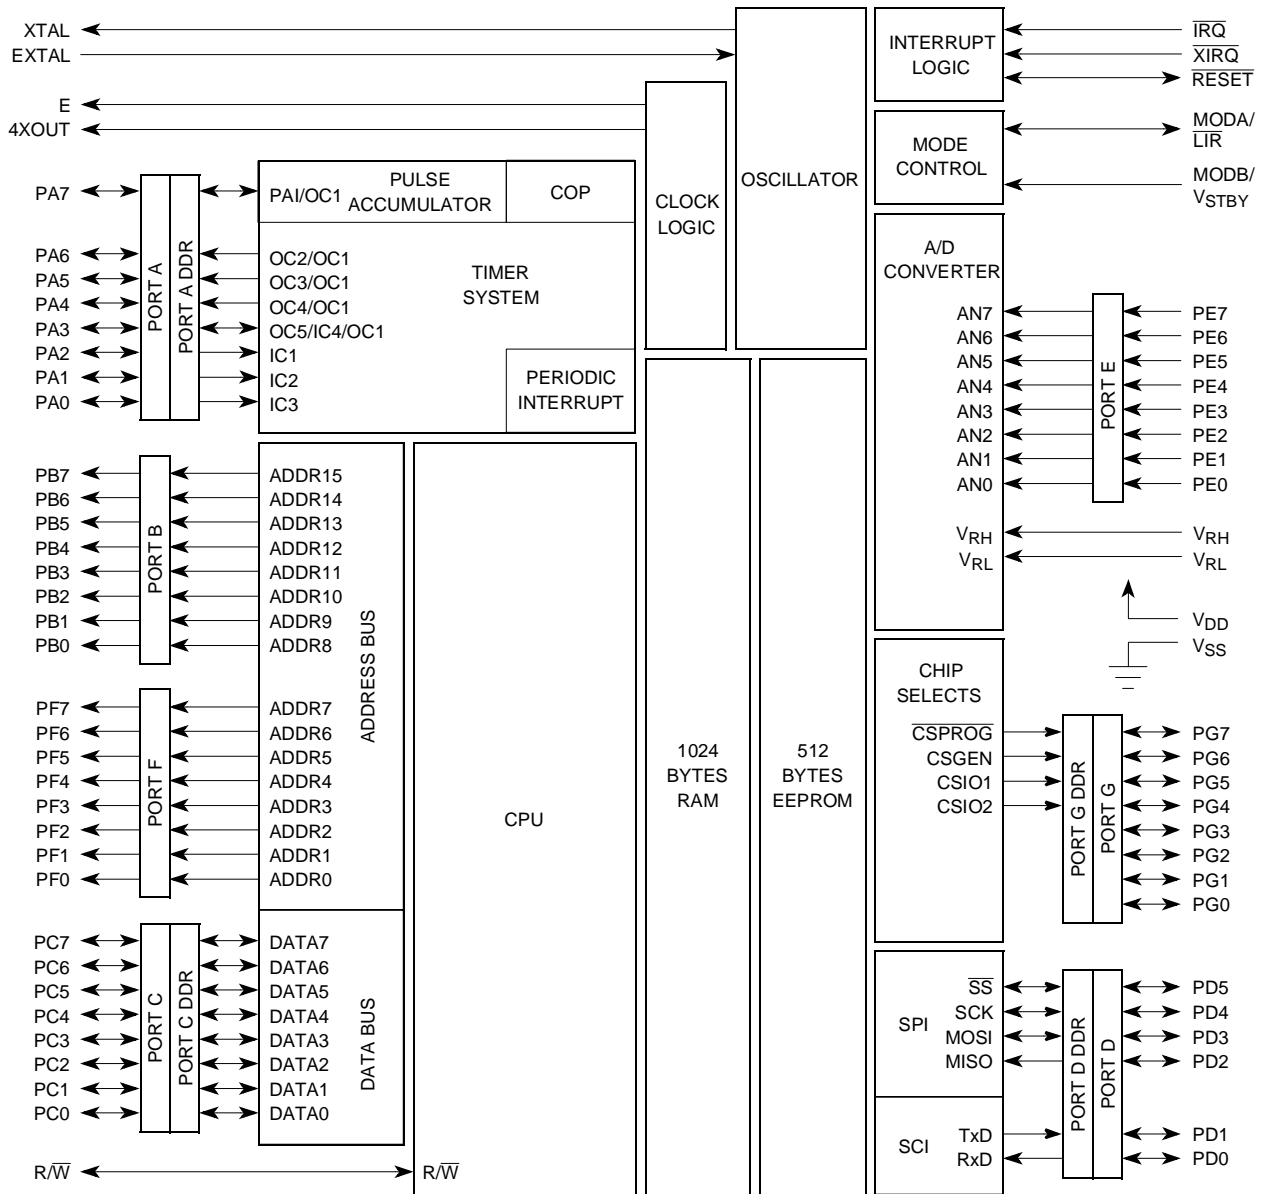 XTAL
EXTAL
E
4XOUT
PA7
PA6
PA5
PA4
PA3
PA2
PA1
PA0
PORT A
PORT A DDR
PAI/OC1
PULSE
ACCUMULATOR
COP
OC2/OC1
OC3/OC1
OC4/OC1
OC5/IC4/OC1
IC1
IC2
IC3
TIMER
SYSTEM
PERIODIC
INTERRUPT
CLOCK
LOGIC
OSCILLATOR
INTERRUPT
LOGIC
IRQ
XIRQ
RESET
MODE
CONTROL
MODA/
LIR
MODB/
VSTBY
A/D
CONVERTER
AN7
AN6
AN5
AN4
AN3
AN2
AN1
AN0
VRH
VRL
PORT E
PE7
PE6
PE5
PE4
PE3
PE2
PE1
PE0
VRH
VRL
VDD
VSS
PB7
PB6
PB5
PB4
PB3
PB2
PB1
PB0
PORT B
ADDR15
ADDR14
ADDR13
ADDR12
ADDR11
ADDR10
ADDR9
ADDR8
ADDRESS BUS
PF7
PF6
PF5
PF4
PF3
PF2
PF1
PF0
PORT F
ADDR7
ADDR6
ADDR5
ADDR4
ADDR3
ADDR2
ADDR1
ADDR0
CPU
1024
BYTES
RAM
512
BYTES
EEPROM
CHIP
SELECTS
CSPROG
CSGEN
CSIO1
CSIO2
PORT G DDR
PORT G
PG7
PG6
PG5
PG4
PG3
PG2
PG1
PG0
PC7
PC6
PC5
PC4
PC3
PC2
PC1
PC0
PORT C
PORT C DDR
DATA7
DATA6
DATA5
DATA4
DATA3
DATA2
DATA1
DATA0
DATA BUS
R/W
R/W
SPI
SS
SCK
MOSI
MISO
SCI
TxD
RxD
PORT D DDR
PORT D
PD5
PD4
PD3
PD2
PD1
PD0